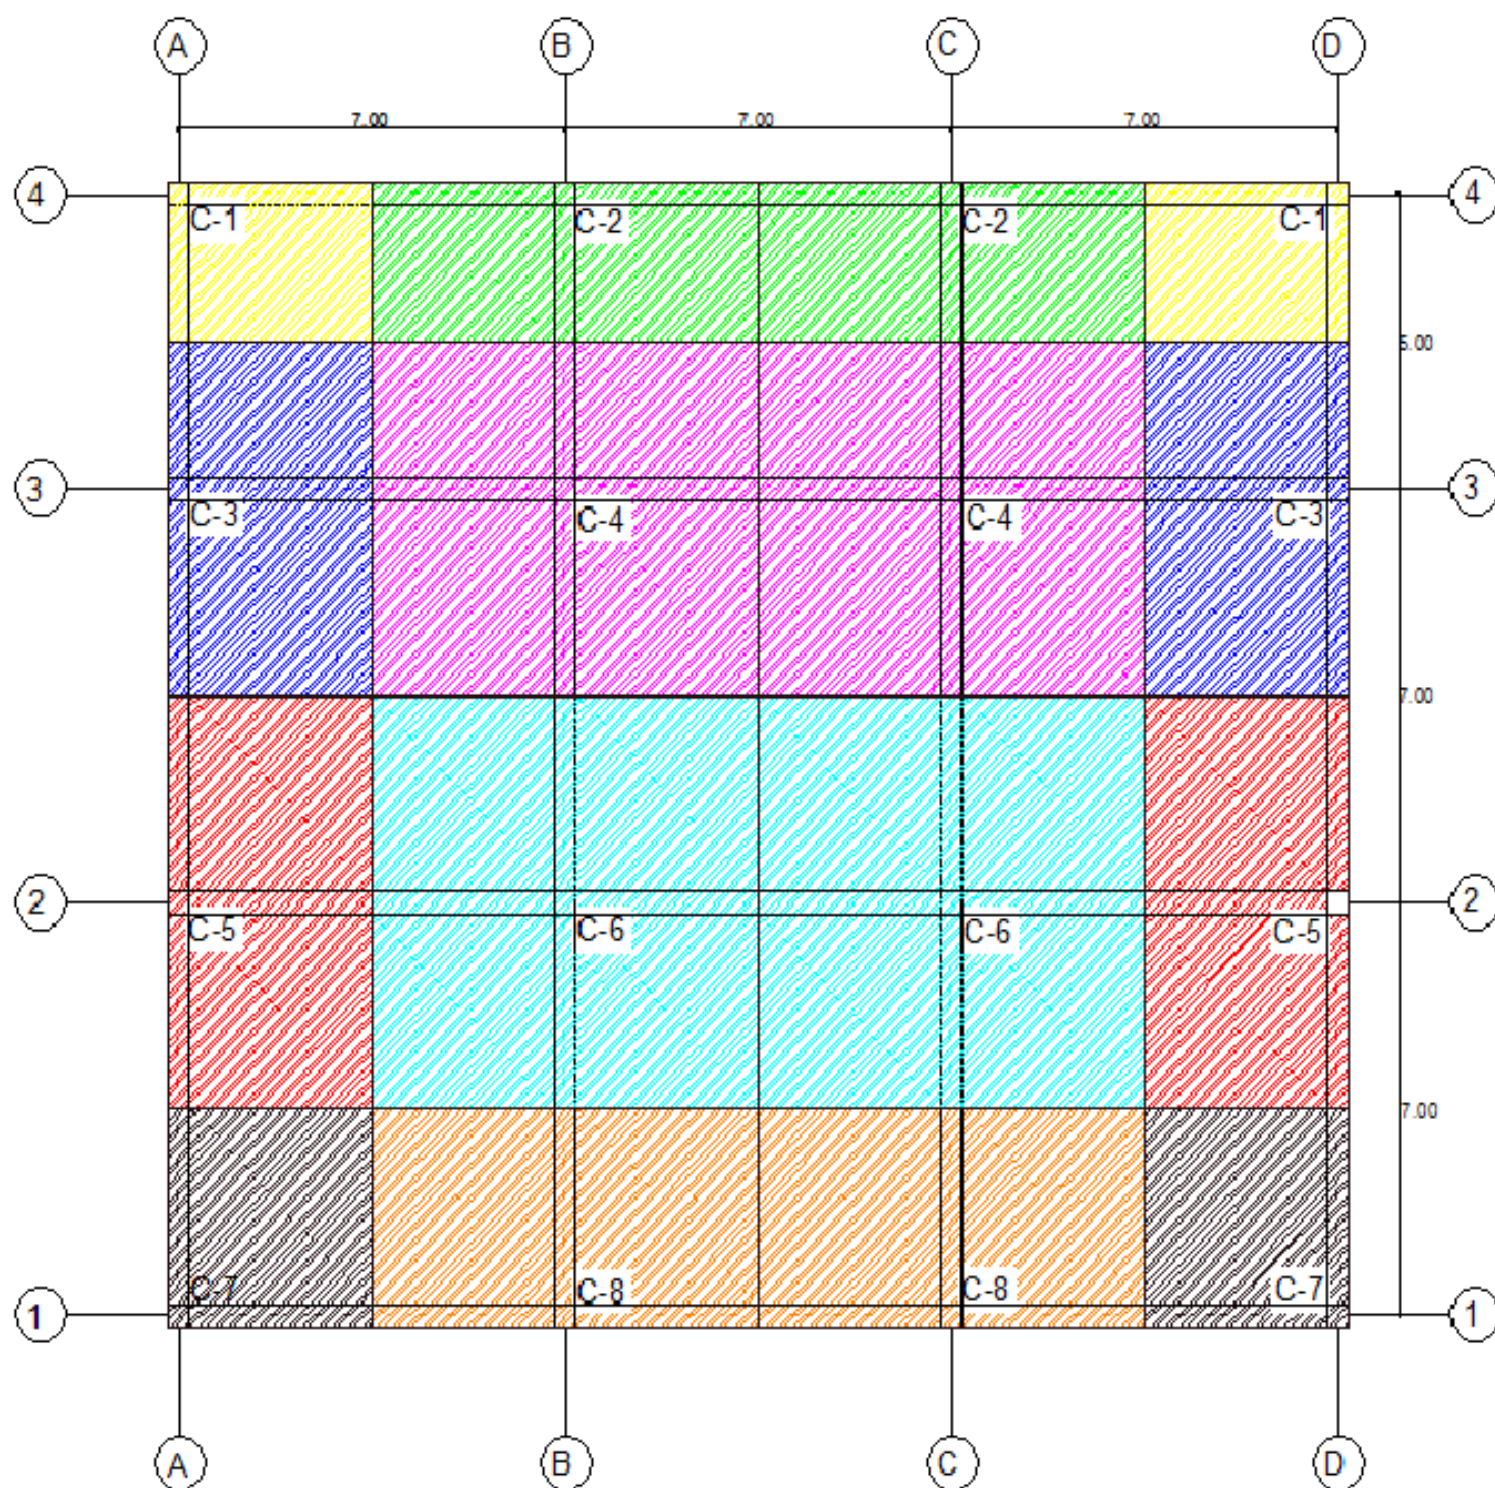 A B C D
7.00 7.00 7.00
4 4
C-1 C-2 C-2 C-1
5.00
3 3
C-3 C-4 C-4 C-3
7.00
2 2
C-5 C-6 C-6 C-5
7.00
C-7 C-8 C-8 C-7
1 1
A B C D